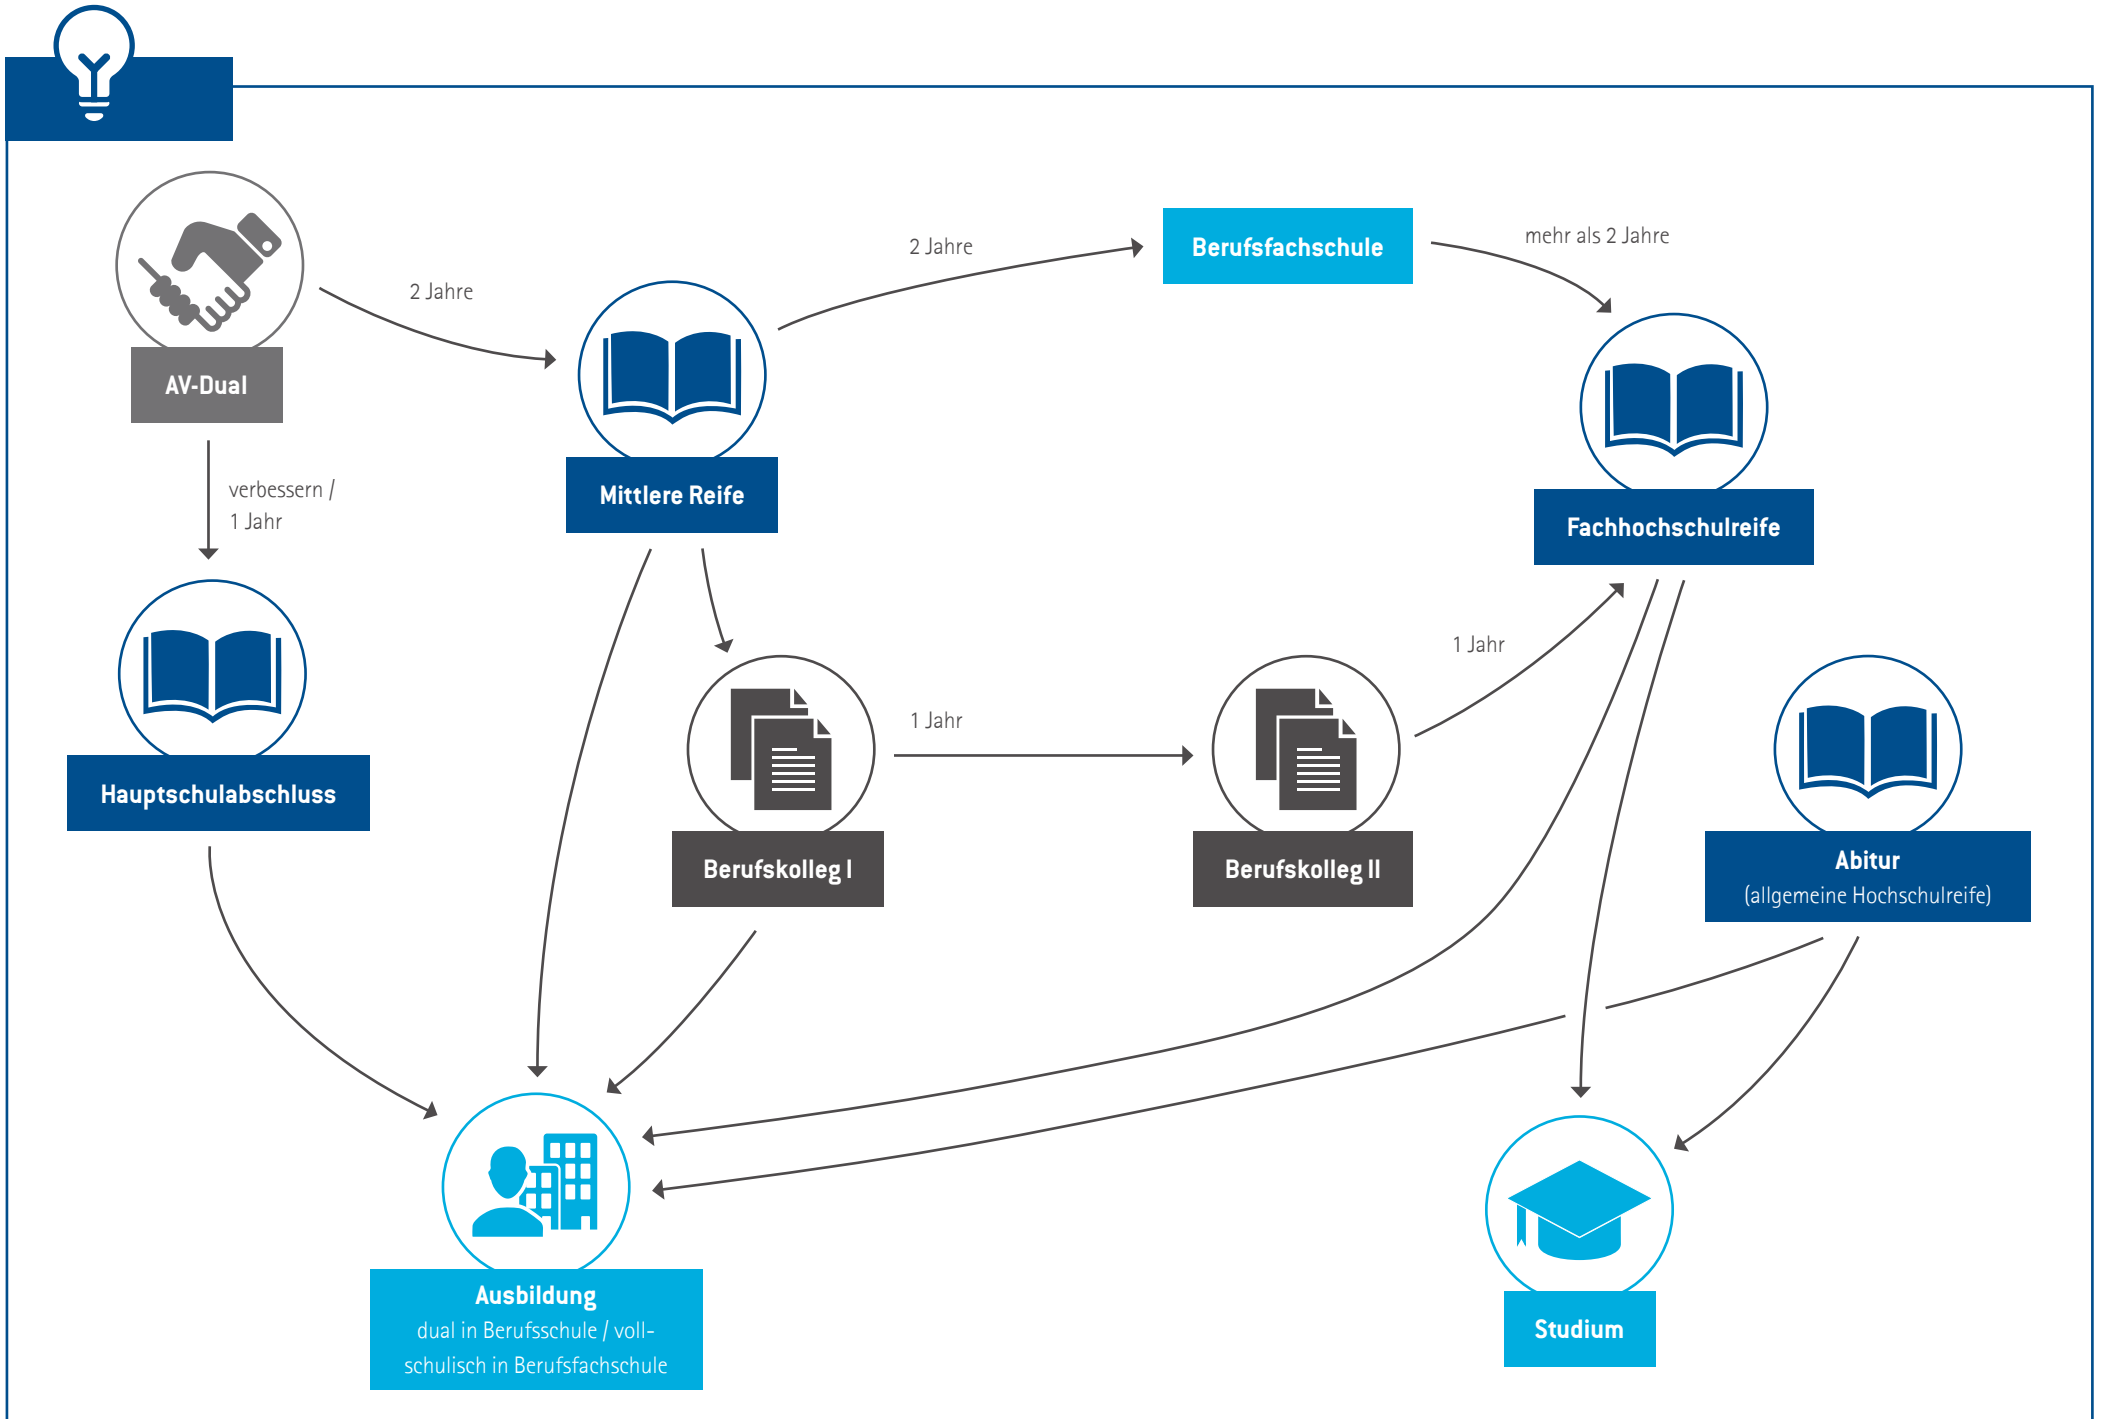 mehr als 2 Jahre
2 Jahre
Berufsfachschule
2 Jahre
AV-Dual
verbessern /
1 Jahr
Mittlere Reife
Fachhochschulreife
1 Jahr
1 Jahr
Hauptschulabschluss
Berufskolleg I
Berufskolleg II
Abitur
(allgemeine Hochschulreife)
Ausbildung
dual in Berufsschule / voll-
schulisch in Berufsfachschule
Studium